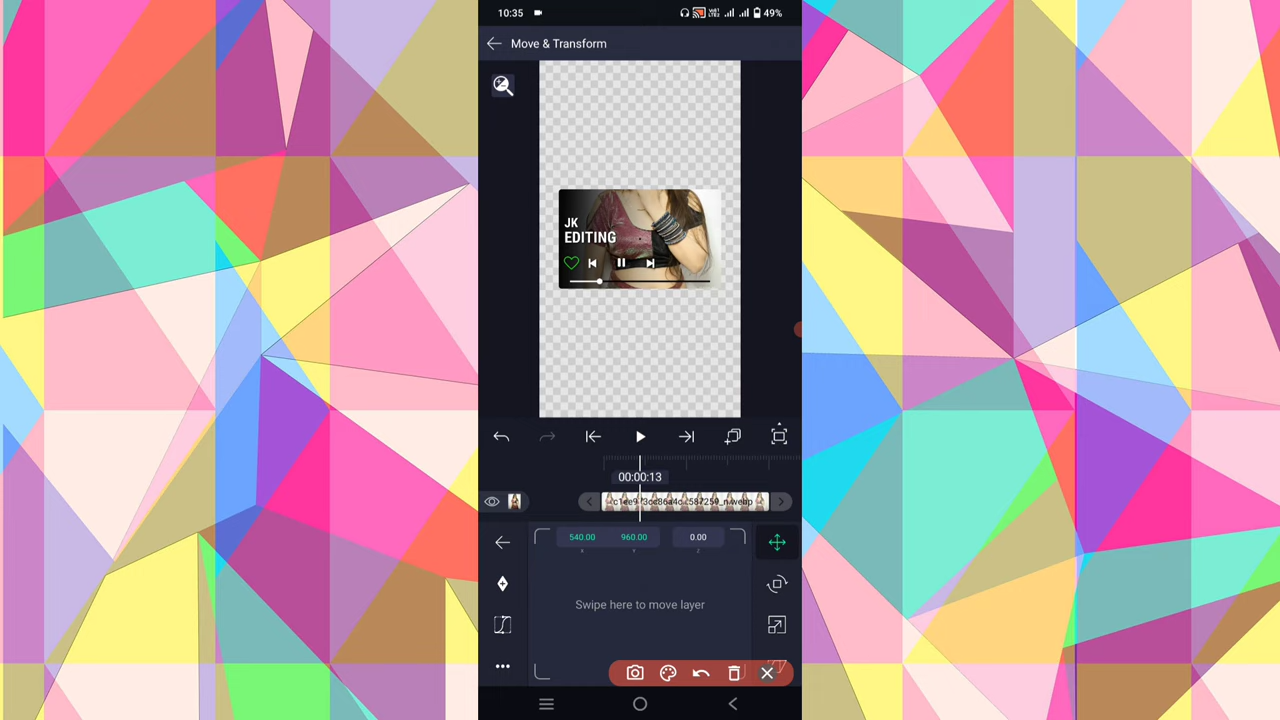 10:35
49%
Move & Transform
JK
EDITING
00:00:13
540.00 960.00 0.00
X Y Z
Swipe here to move layer